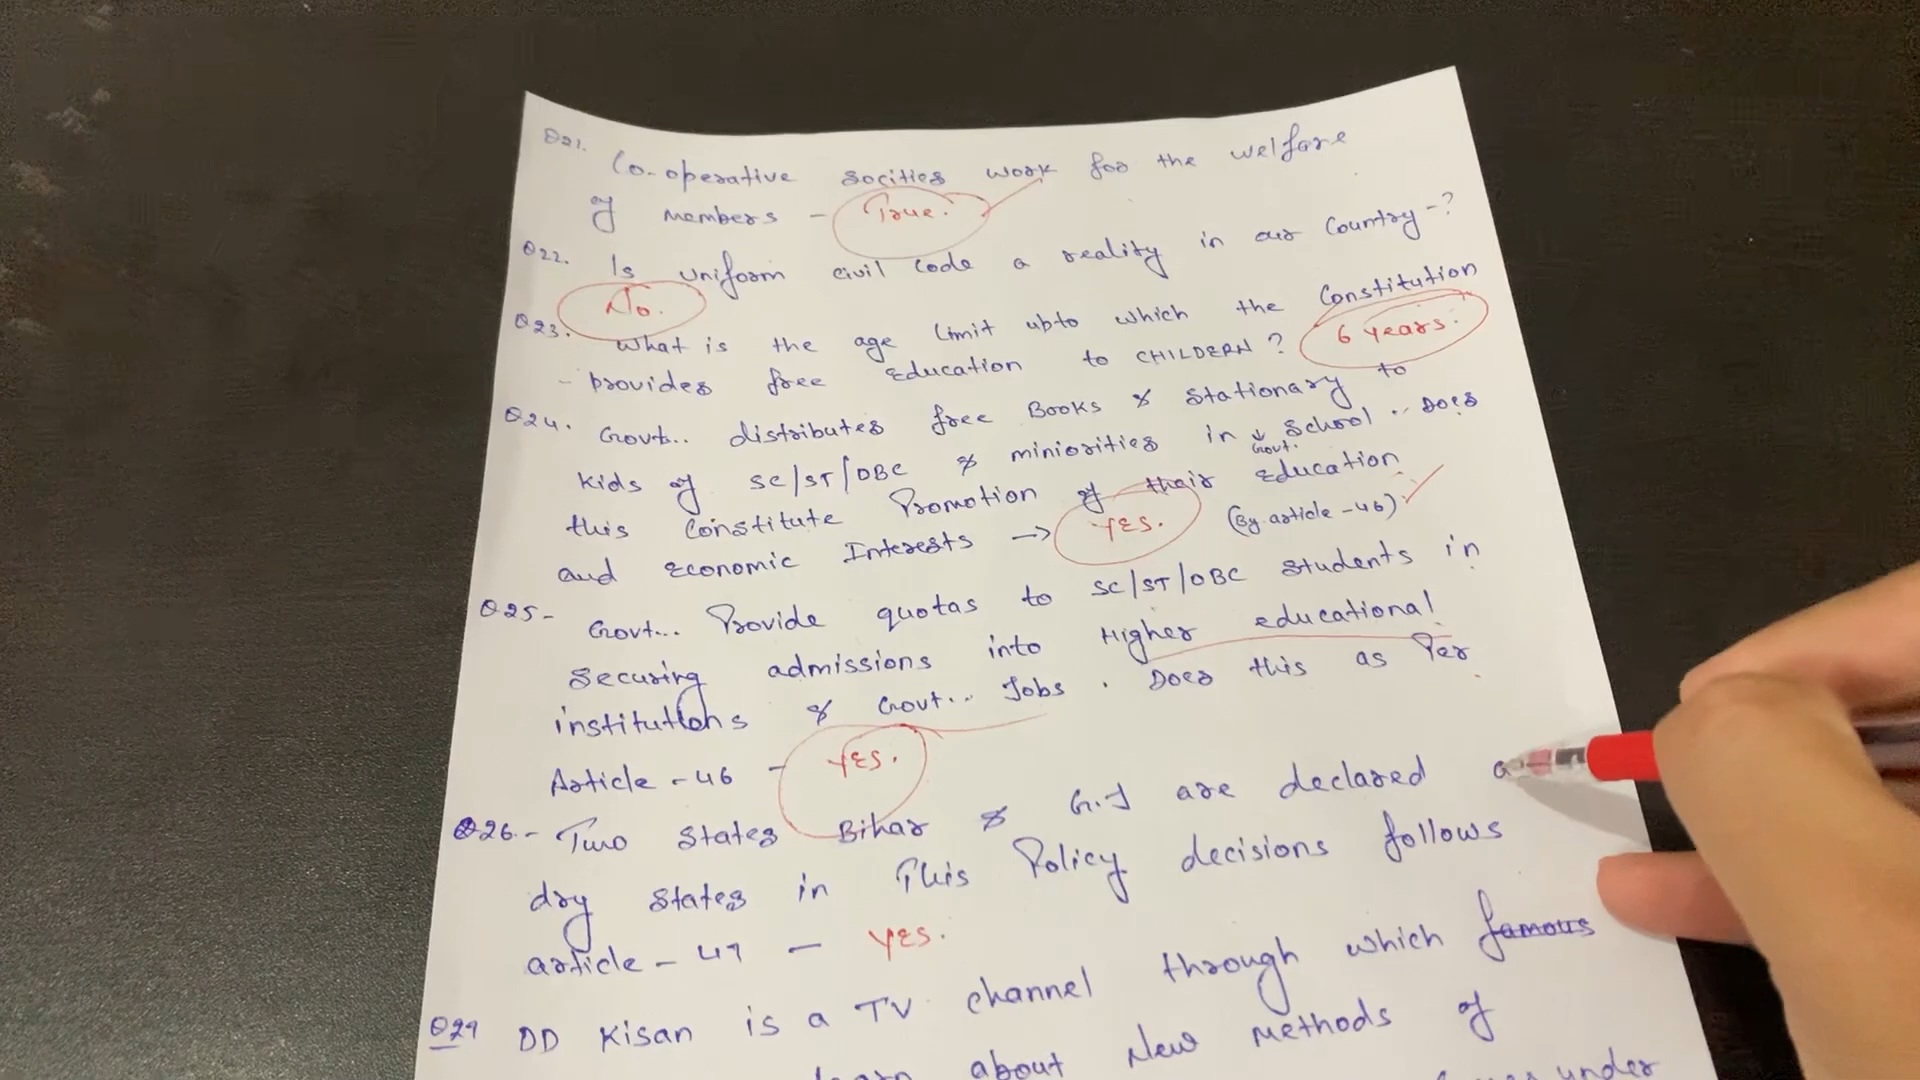 Q21. Co-operative socities work for the welfare
of members - True.
Q22. Is uniform civil code a reality in our Country-?
No.
Q23. What is the age limit upto which the Constitution
- provides free Education to CHILDERN? 6 years.
Q24. Govt.. distributes free Books & Stationary to
kids of SC/ST/OBC & miniorities in Govt. School.. Does
this Constitute Promotion of their Education
and Economic Interests → YES. (By article-46)
Q25- Govt... Provide quotas to SC/ST/OBC students in
securing admissions into Higher educational
institutions & Govt... Jobs. Does this as Per
Article-46 - YES.
Q26.- Two States Bihar & G.J are declared
dry states in This Policy decisions follows
article-47 - YES.
Q27 DD Kisan is a TV channel through which famous
learn about New Methods of
under